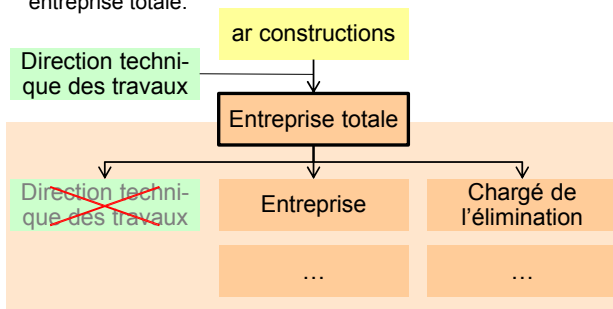 entreprise totale.
ar constructions
Direction techni-
que des travaux
Entreprise totale
Direction techni-
que des travaux
Entreprise
Chargé de
l'élimination
…
…